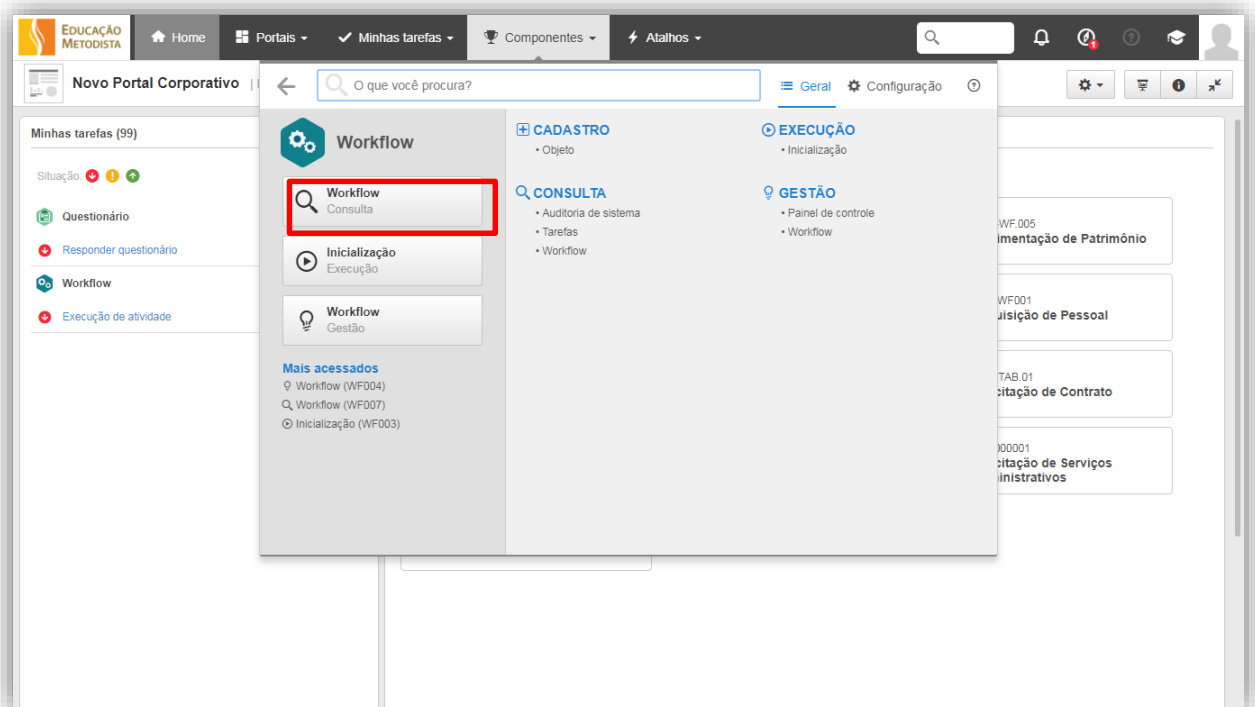 EDUCAÇÃO
METODISTA
Home
Portais
Minhas tarefas
Componentes
Atalhos
1
Novo Portal Corporativo |
O que você procura?
Geral
Configuração
Minhas tarefas (99)
Situação:
Questionário
Responder questionário
Workflow
Execução de atividade
Workflow
Workflow
Consulta
Inicialização
Execução
Workflow
Gestão
Mais acessados
Workflow (WF004)
Workflow (WF007)
Inicialização (WF003)
CADASTRO
• Objeto
CONSULTA
• Auditoria de sistema
• Tarefas
• Workflow
EXECUÇÃO
• Inicialização
GESTÃO
• Painel de controle
• Workflow
-WF.005
imentação de Patrimônio
WF001
uisição de Pessoal
TAB.01
citação de Contrato
000001
citação de Serviços
ninistrativos